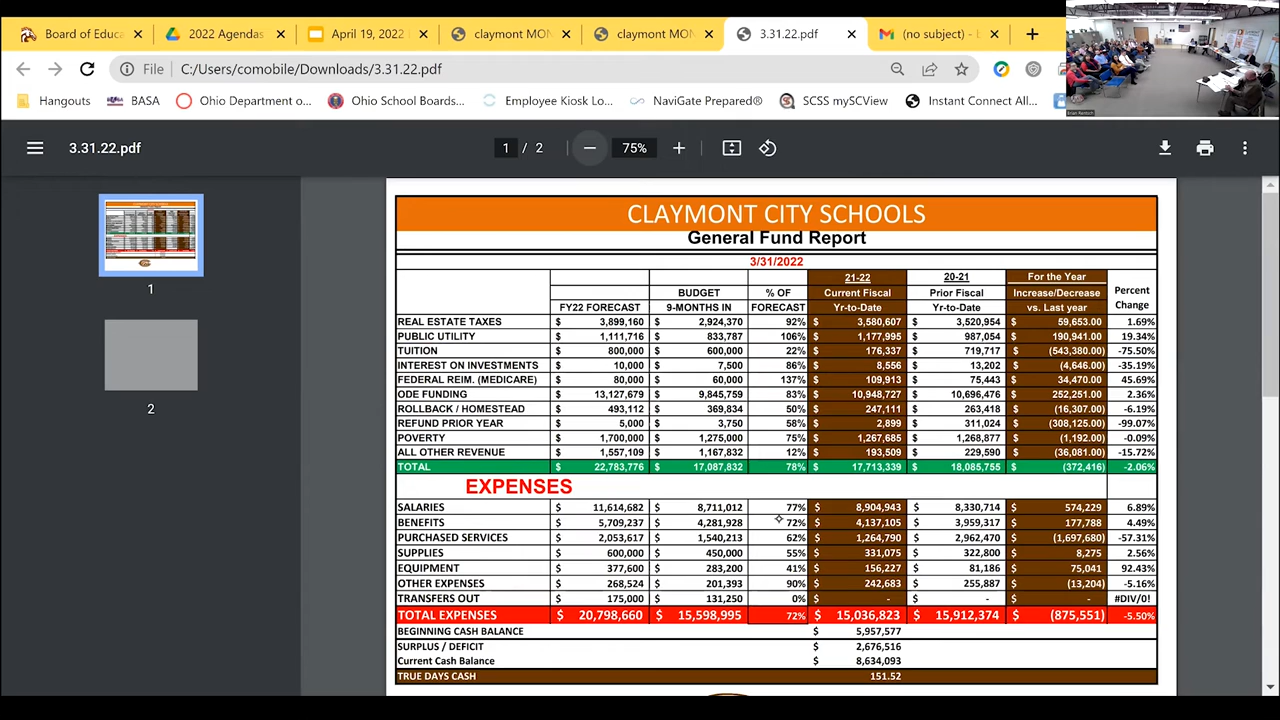 Board of Educa
2022 Agendas
April 19, 2022
claymont MON
claymont MON
3.31.22.pdf
(no subject) -
File C:/Users/comobile/Downloads/3.31.22.pdf
Hangouts BASA Ohio Department o... Ohio School Boards... Employee Kiosk Lo... NaviGate Prepared® SCSS mySCView Instant Connect Al...
3.31.22.pdf 1 / 2 75%
1
2
CLAYMONT CITY SCHOOLS
General Fund Report
3/31/2022
21-22 20-21 For the Year
BUDGET % OF Current Fiscal Prior Fiscal Increase/Decrease Percent
FY22 FORECAST 9-MONTHS IN FORECAST Yr-to-Date Yr-to-Date vs. Last year Change
REAL ESTATE TAXES $ 3,899,160 $ 2,924,370 92% $ 3,580,607 $ 3,520,954 $ 59,653.00 1.69%
PUBLIC UTILITY $ 1,111,716 $ 833,787 106% $ 1,177,995 $ 987,054 $ 190,941.00 19.34%
TUITION $ 800,000 $ 600,000 22% $ 176,337 $ 719,717 $ (543,380.00) -75.50%
INTEREST ON INVESTMENTS $ 10,000 $ 7,500 86% $ 8,556 $ 13,202 $ (4,646.00) -35.19%
FEDERAL REIM. (MEDICARE) $ 80,000 $ 60,000 137% $ 109,913 $ 75,443 $ 34,470.00 45.69%
ODE FUNDING $ 13,127,679 $ 9,845,759 83% $ 10,948,727 $ 10,696,476 $ 252,251.00 2.36%
ROLLBACK / HOMESTEAD $ 493,112 $ 369,834 50% $ 247,111 $ 263,418 $ (16,307.00) -6.19%
REFUND PRIOR YEAR $ 5,000 $ 3,750 58% $ 2,899 $ 311,024 $ (308,125.00) -99.07%
POVERTY $ 1,700,000 $ 1,275,000 75% $ 1,267,685 $ 1,268,877 $ (1,192.00) -0.09%
ALL OTHER REVENUE $ 1,557,109 $ 1,167,832 12% $ 193,509 $ 229,590 $ (36,081.00) -15.72%
TOTAL $ 22,783,776 $ 17,087,832 78% $ 17,713,339 $ 18,085,755 $ (372,416) -2.06%
EXPENSES
SALARIES $ 11,614,682 $ 8,711,012 77% $ 8,904,943 $ 8,330,714 $ 574,229 6.89%
BENEFITS $ 5,709,237 $ 4,281,928 72% $ 4,137,105 $ 3,959,317 $ 177,788 4.49%
PURCHASED SERVICES $ 2,053,617 $ 1,540,213 62% $ 1,264,790 $ 2,962,470 $ (1,697,680) -57.31%
SUPPLIES $ 600,000 $ 450,000 55% $ 331,075 $ 322,800 $ 8,275 2.56%
EQUIPMENT $ 377,600 $ 283,200 41% $ 156,227 $ 81,186 $ 75,041 92.43%
OTHER EXPENSES $ 268,524 $ 201,393 90% $ 242,683 $ 255,887 $ (13,204) -5.16%
TRANSFERS OUT $ 175,000 $ 131,250 0% $ - $ - $ - #DIV/0!
TOTAL EXPENSES $ 20,798,660 $ 15,598,995 72% $ 15,036,823 $ 15,912,374 $ (875,551) -5.50%
BEGINNING CASH BALANCE $ 5,957,577
SURPLUS / DEFICIT $ 2,676,516
Current Cash Balance $ 8,634,093
TRUE DAYS CASH 151.52